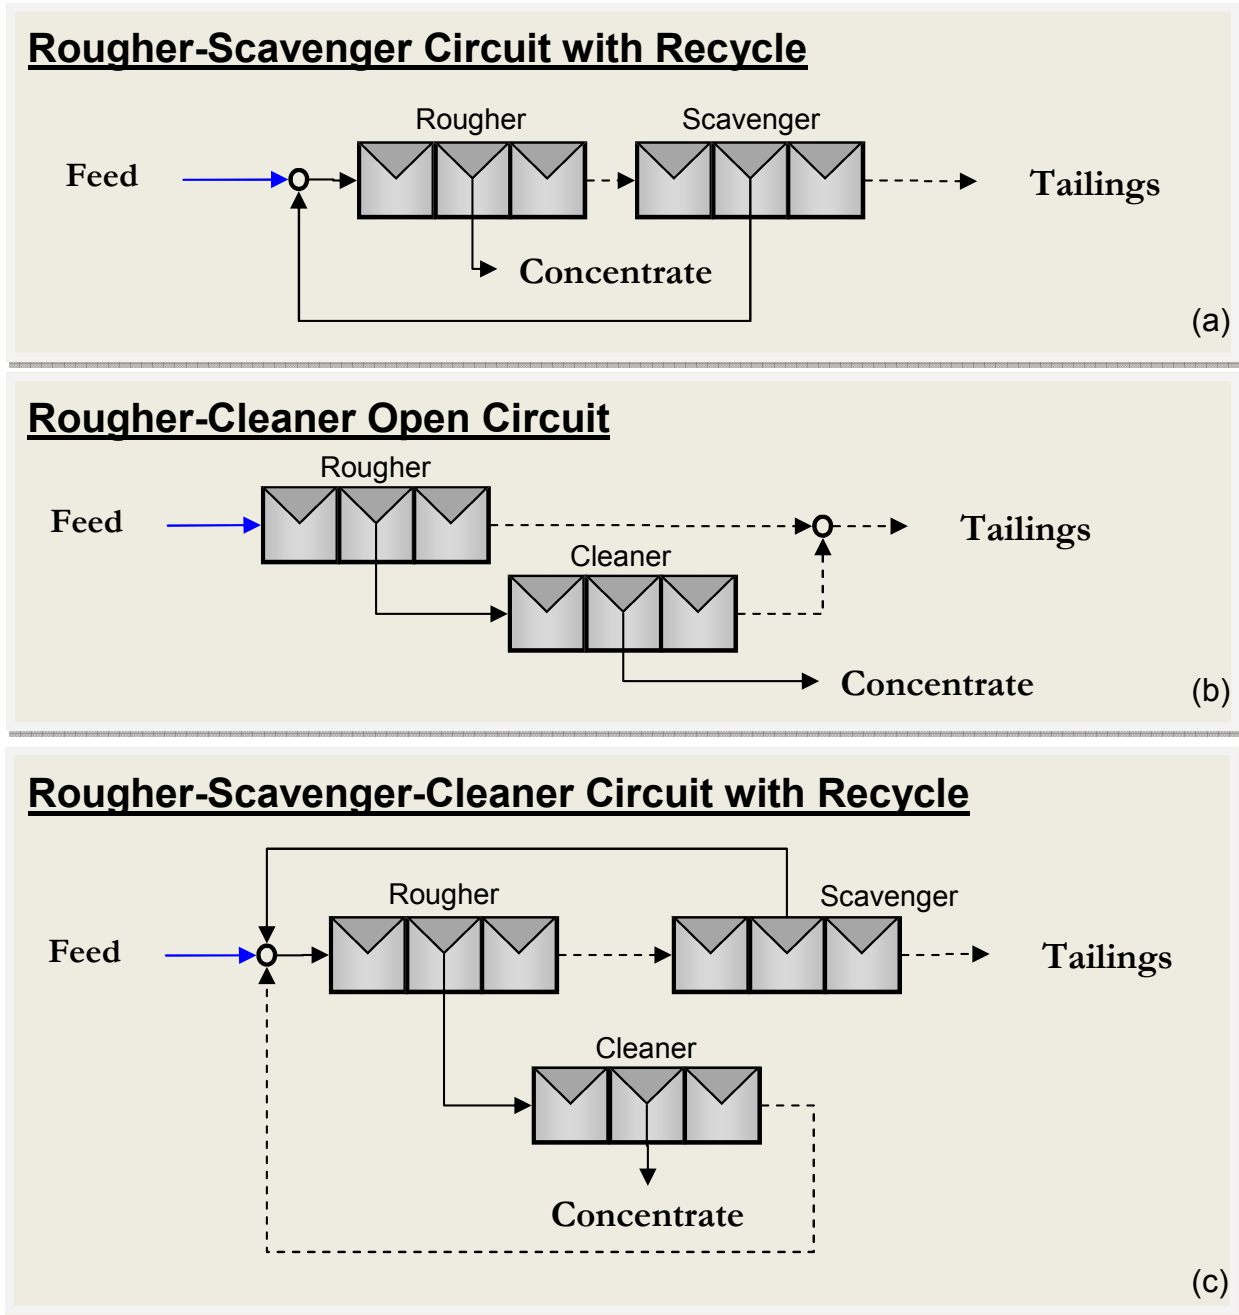 Rougher-Scavenger Circuit with Recycle
Rougher
Scavenger
Feed
Tailings
Concentrate
(a)
Rougher-Cleaner Open Circuit
Rougher
Feed
Tailings
Cleaner
Concentrate
(b)
Rougher-Scavenger-Cleaner Circuit with Recycle
Rougher
Scavenger
Feed
Tailings
Cleaner
Concentrate
(c)